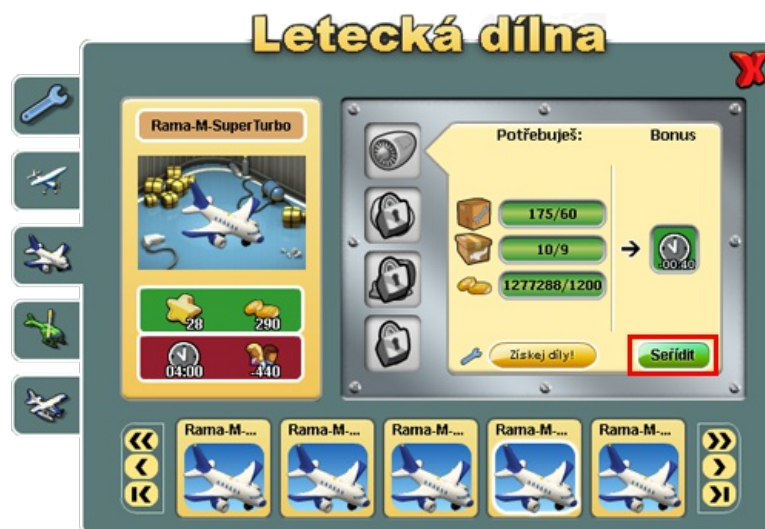 Letecká dílna
X
Rama-M-SuperTurbo
28
290
04:00
-440
Potřebuješ:
Bonus
175/60
10/9
1277288/1200
-00:40
Získej díly!
Seřídit
Rama-M-...
Rama-M-...
Rama-M-...
Rama-M-...
Rama-M-...